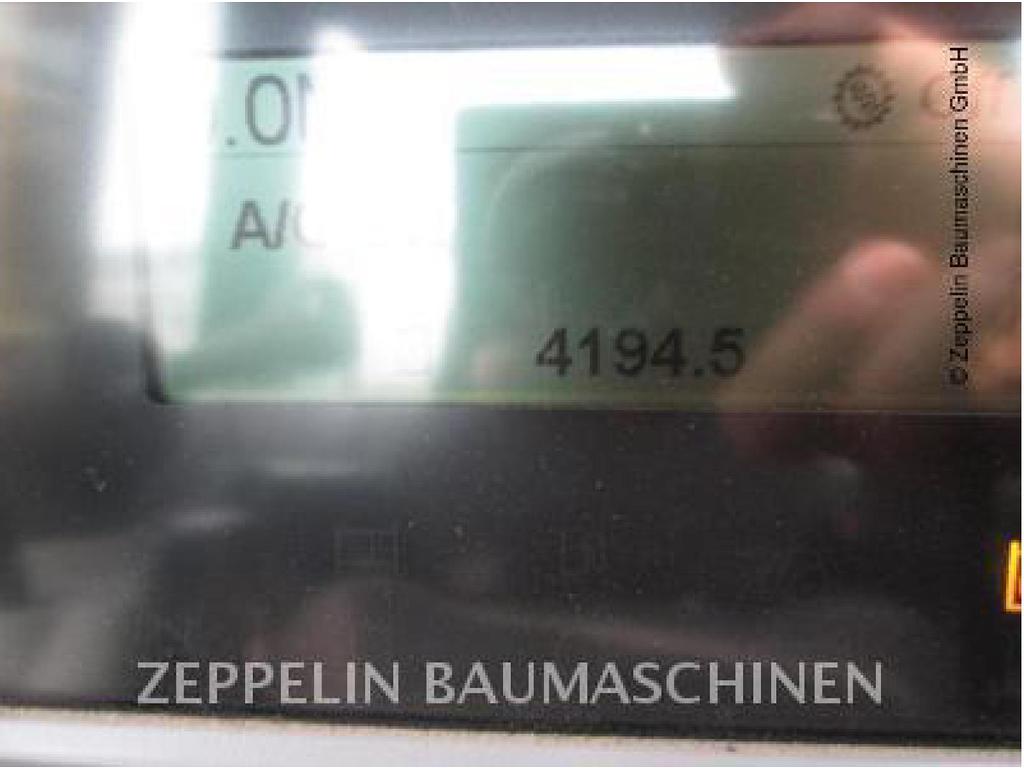 .0
A/
4194.5
© Zeppelin Baumaschinen GmbH
ZEPPELIN BAUMASCHINEN